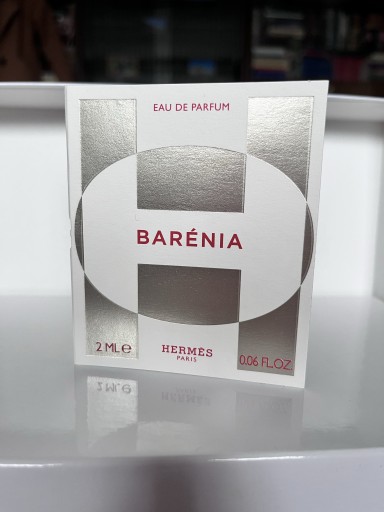 EAU DE PARFUM
BARÉNIA
2 ML℮
HERMÈS
PARIS
0.06 FL.OZ